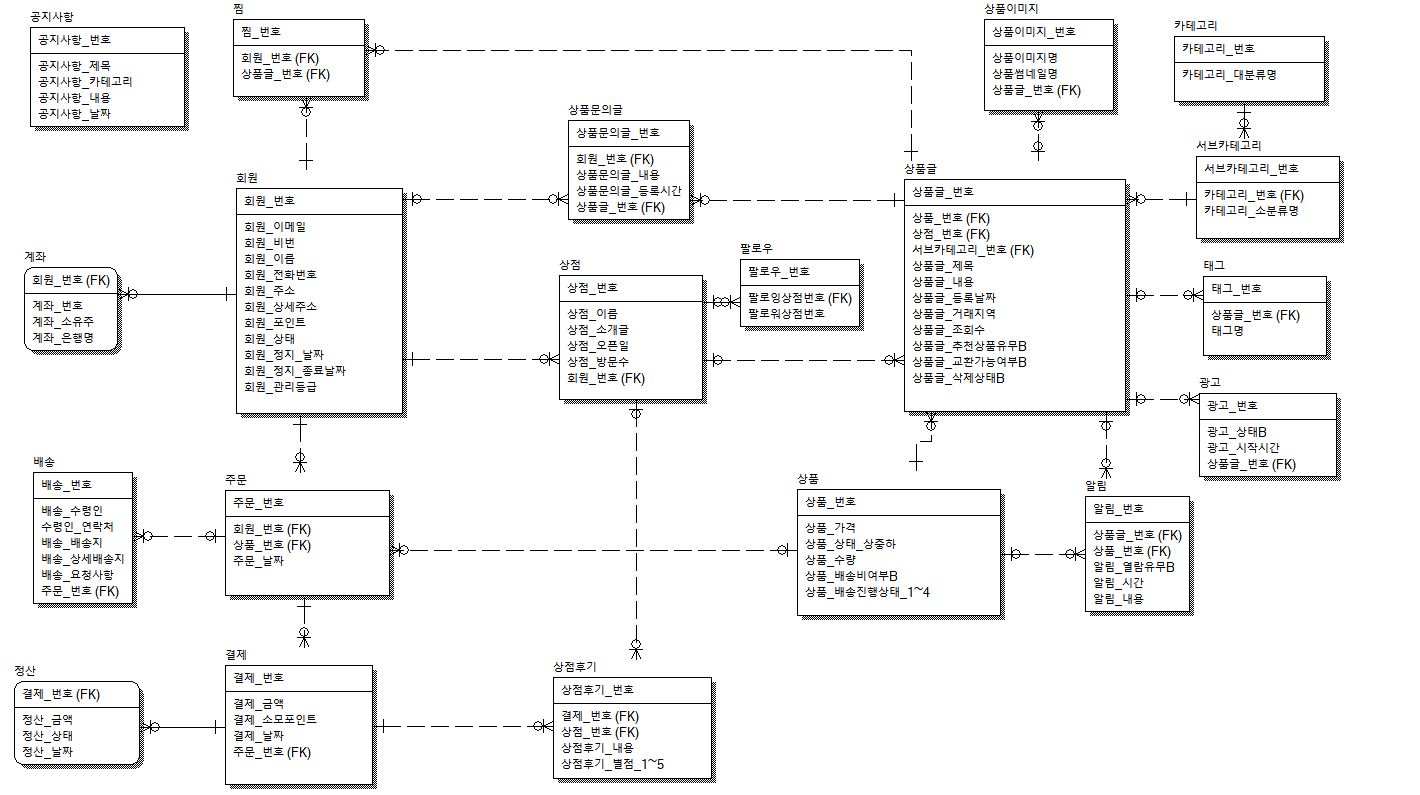 공지사항
공지사항_번호
공지사항_제목
공지사항_카테고리
공지사항_내용
공지사항_날짜
찜
찜_번호
회원_번호 (FK)
상품글_번호 (FK)
상품이미지
상품이미지_번호
상품이미지명
상품썸네일명
상품글_번호 (FK)
카테고리
카테고리_번호
카테고리_대분류명
상품문의글
상품문의글_번호
회원_번호 (FK)
상품문의글_내용
상품문의글_등록시간
상품글_번호 (FK)
서브카테고리
서브카테고리_번호
카테고리_번호 (FK)
카테고리_소분류명
회원
회원_번호
회원_이메일
회원_비번
회원_이름
회원_전화번호
회원_주소
회원_상세주소
회원_포인트
회원_상태
회원_정지_날짜
회원_정지_종료날짜
회원_관리등급
상품글
상품글_번호
상품_번호 (FK)
상점_번호 (FK)
서브카테고리_번호 (FK)
상품글_제목
상품글_내용
상품글_등록날짜
상품글_거래지역
상품글_조회수
상품글_추천상품유무B
상품글_교환가능여부B
상품글_삭제상태B
계좌
회원_번호 (FK)
계좌_번호
계좌_소유주
계좌_은행명
상점
상점_번호
상점_이름
상점_소개글
상점_오픈일
상점_방문수
회원_번호 (FK)
팔로우
팔로우_번호
팔로잉상점번호 (FK)
팔로워상점번호
태그
태그_번호
상품글_번호 (FK)
태그명
광고
광고_번호
광고_상태B
광고_시작시간
상품글_번호 (FK)
배송
배송_번호
배송_수령인
수령인_연락처
배송_배송지
배송_상세배송지
배송_요청사항
주문_번호 (FK)
주문
주문_번호
회원_번호 (FK)
상품_번호 (FK)
주문_날짜
상품
상품_번호
상품_가격
상품_상태_상중하
상품_수량
상품_배송비여부B
상품_배송진행상태_1~4
알림
알림_번호
상품글_번호 (FK)
상품_번호 (FK)
알림_열람유무B
알림_시간
알림_내용
정산
결제_번호 (FK)
정산_금액
정산_상태
정산_날짜
결제
결제_번호
결제_금액
결제_소모포인트
결제_날짜
주문_번호 (FK)
상점후기
상점후기_번호
결제_번호 (FK)
상점_번호 (FK)
상점후기_내용
상점후기_별점_1~5